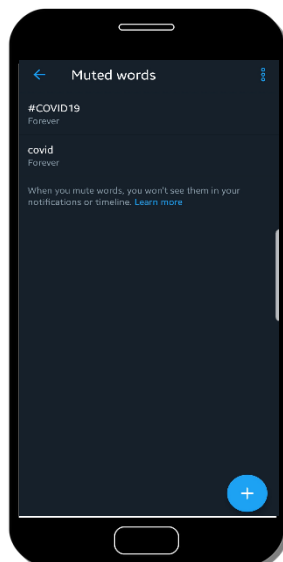 Muted words
#COVID19
Forever
covid
Forever
When you mute words, you won't see them in your
notifications or timeline. Learn more